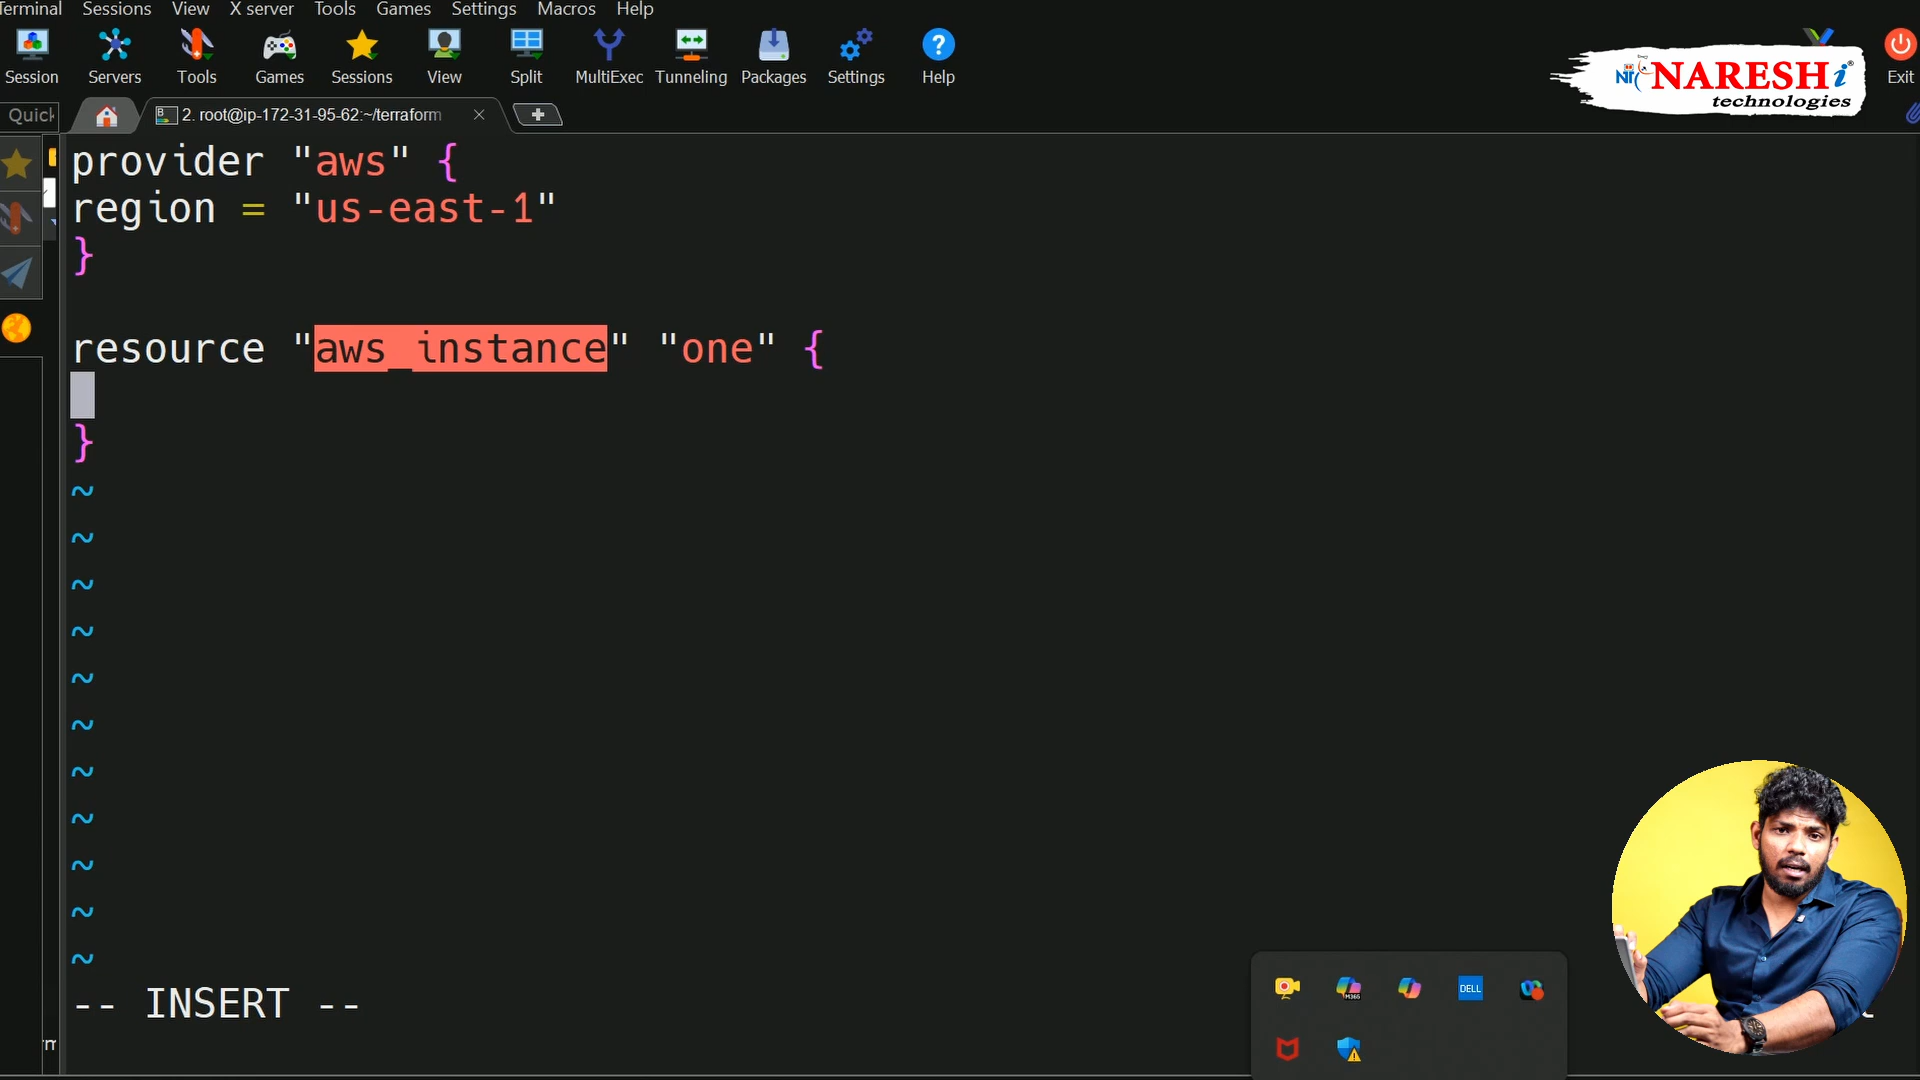 Terminal Sessions View X server Tools Games Settings Macros Help
Session Servers Tools Games Sessions View Split MultiExec Tunneling Packages Settings Help
Exit
NARESH i
technologies
Quick
2. root@ip-172-31-95-62:~/terraform
provider "aws" {
region = "us-east-1"
}
resource "aws_instance" "one" {
}
~
~
~
~
~
~
~
~
~
~
~
-- INSERT --
DELL
M365